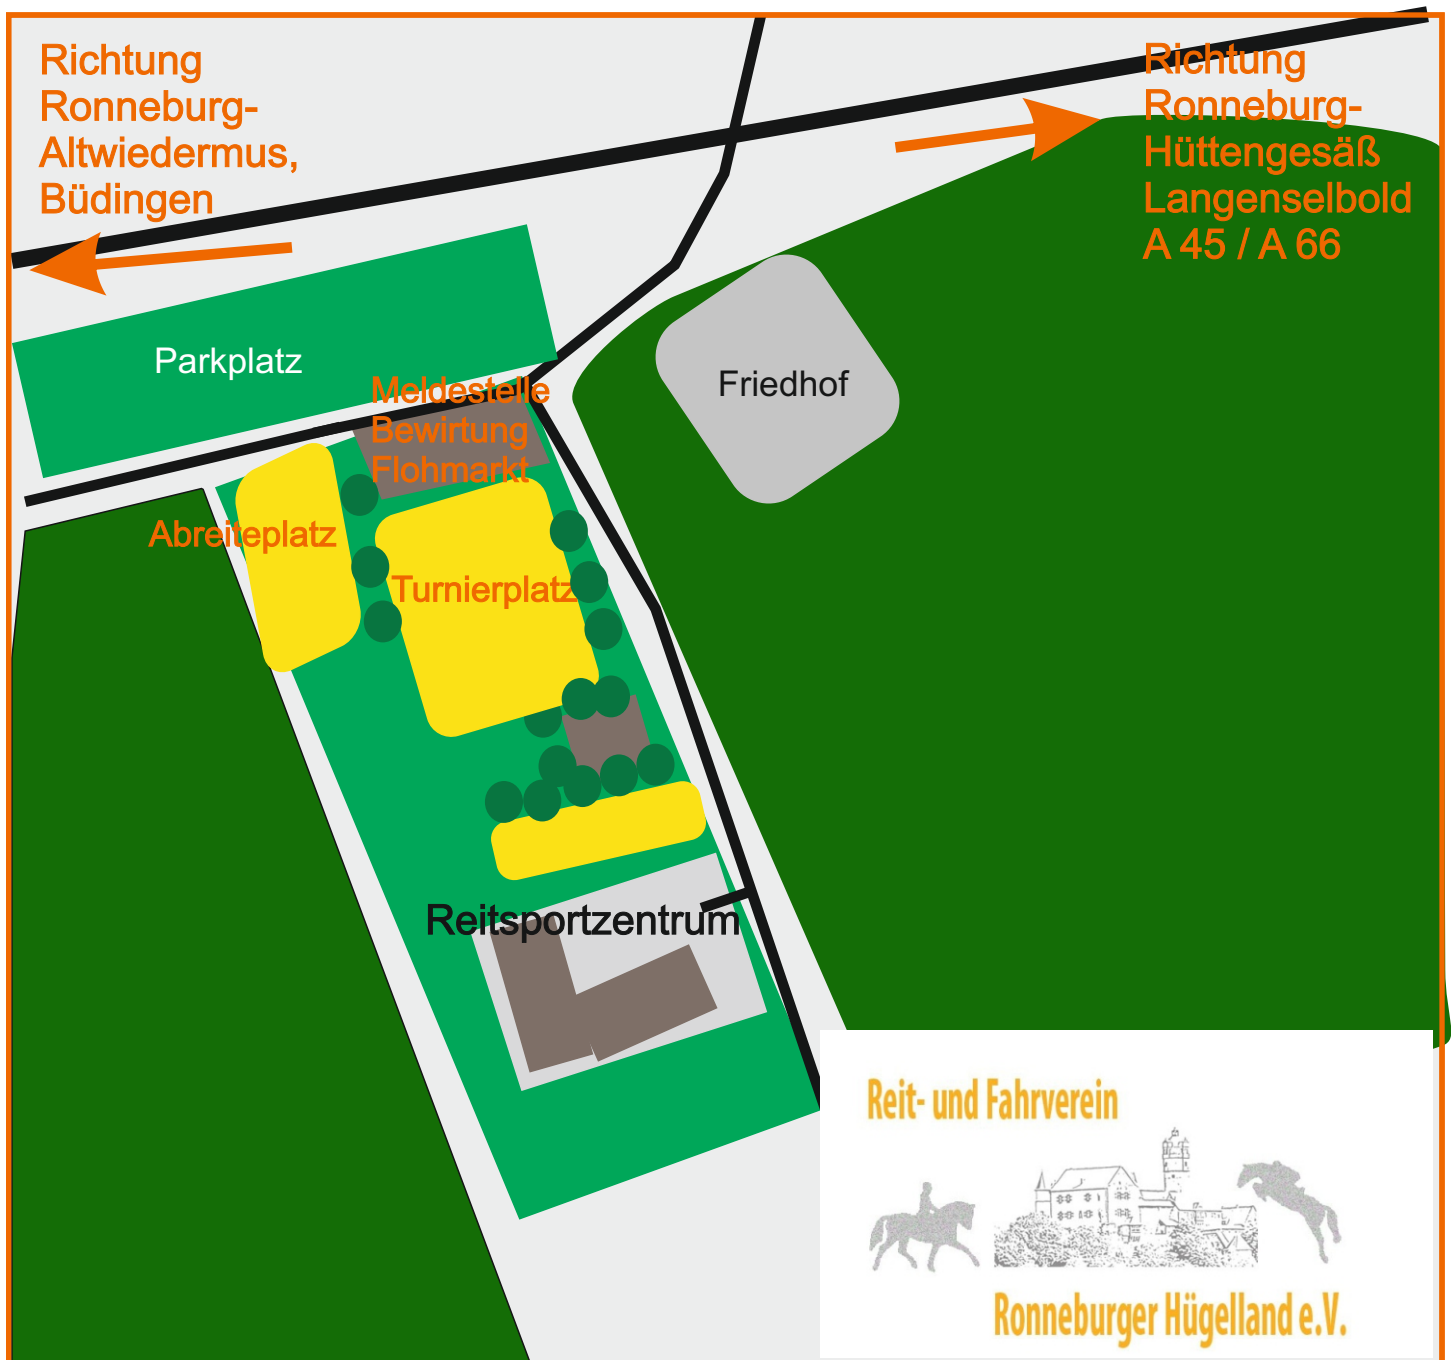 Richtung
Ronneburg-
Altwiedermus,
Büdingen
Richtung
Ronneburg-
Hüttengesäß
Langenselbold
A 45 / A 66
Parkplatz
Meldestelle
Bewirtung
Flohmarkt
Friedhof
Abreiteplatz
Turnierplatz
Reitsportzentrum
Reit- und Fahrverein
Ronneburger Hügelland e.V.